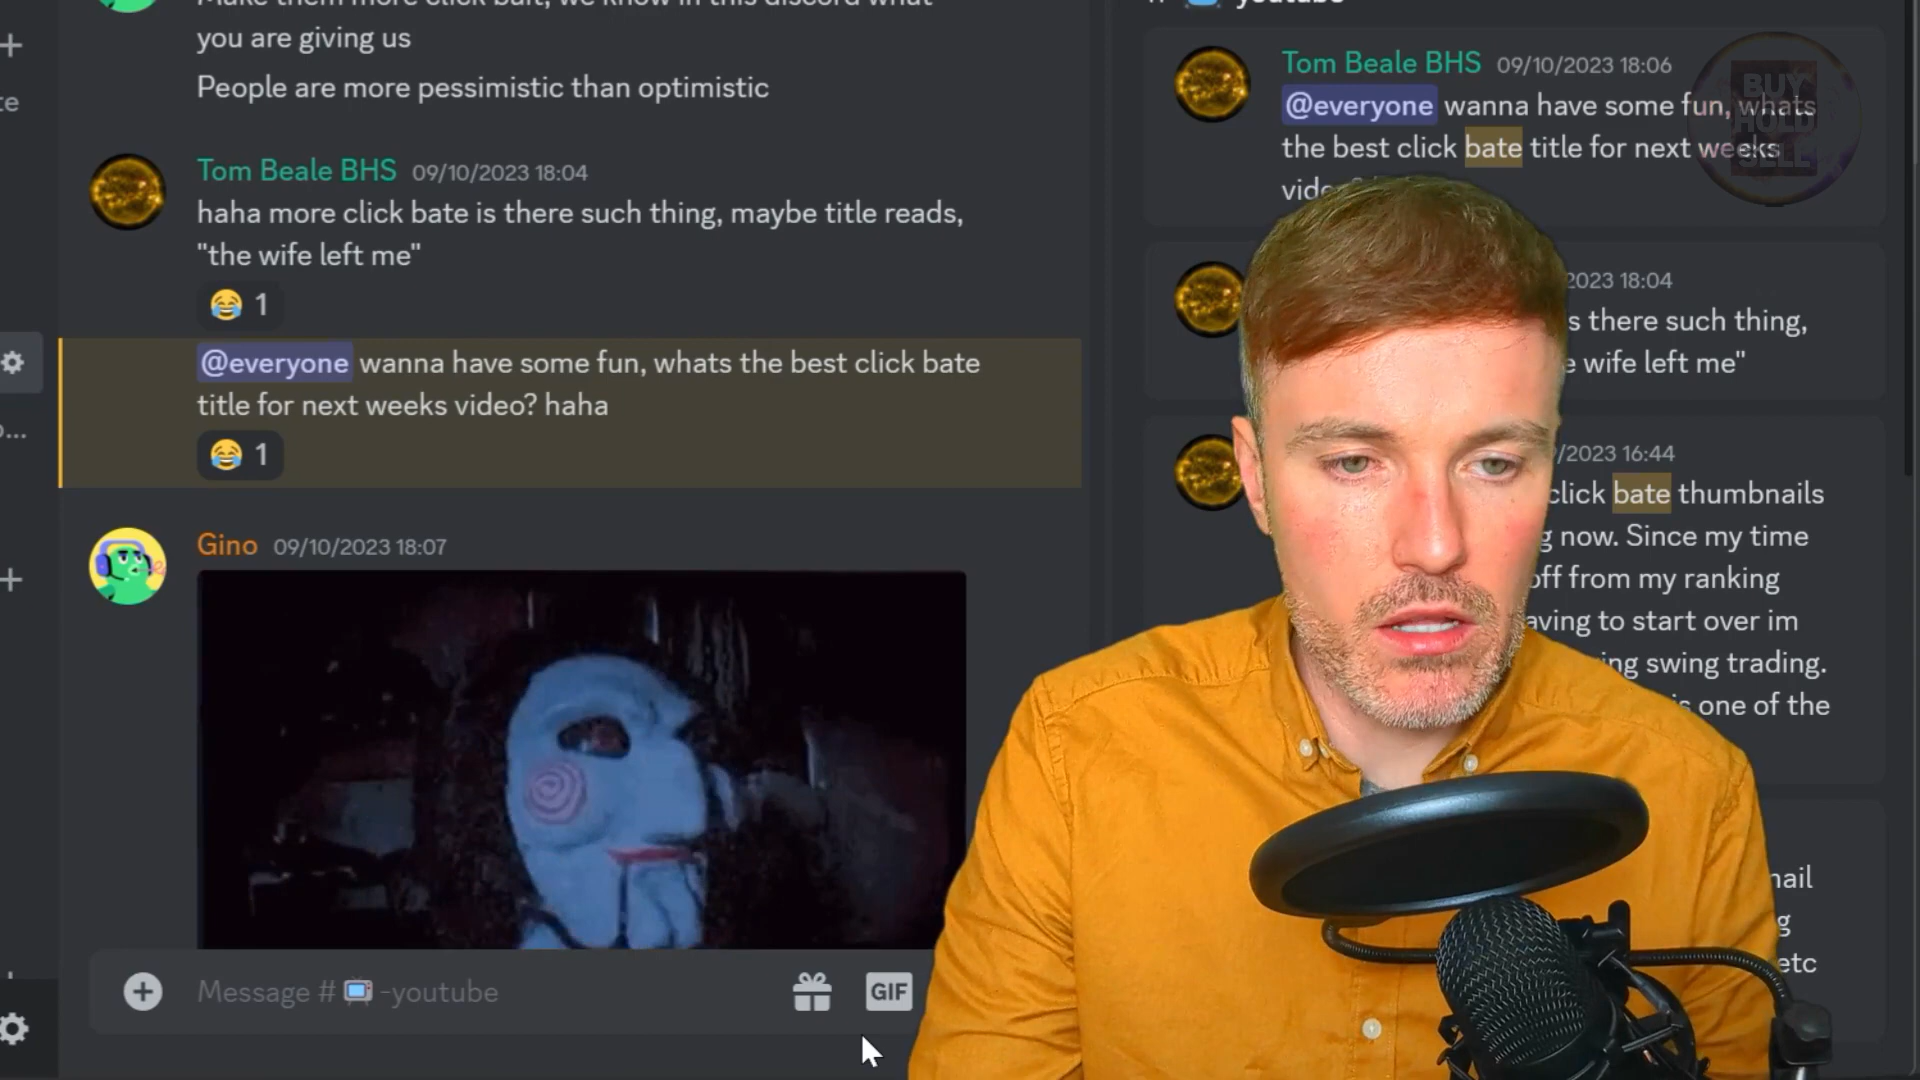 you are giving us
People are more pessimistic than optimistic
Tom Beale BHS 09/10/2023 18:04
haha more click bate is there such thing, maybe title reads,
"the wife left me"
😂 1
@everyone wanna have some fun, whats the best click bate
title for next weeks video? haha
😂 1
Gino 09/10/2023 18:07
Message # -youtube
GIF
youtube
Tom Beale BHS 09/10/2023 18:06
@everyone wanna have some fun, whats
the best click bate title for next weeks
2023 18:04
s there such thing,
wife left me"
/2023 16:44
click bate thumbnails
now. Since my time
off from my ranking
aving to start over im
ing swing trading.
s one of the
etc
BUY
HOLD
SELL